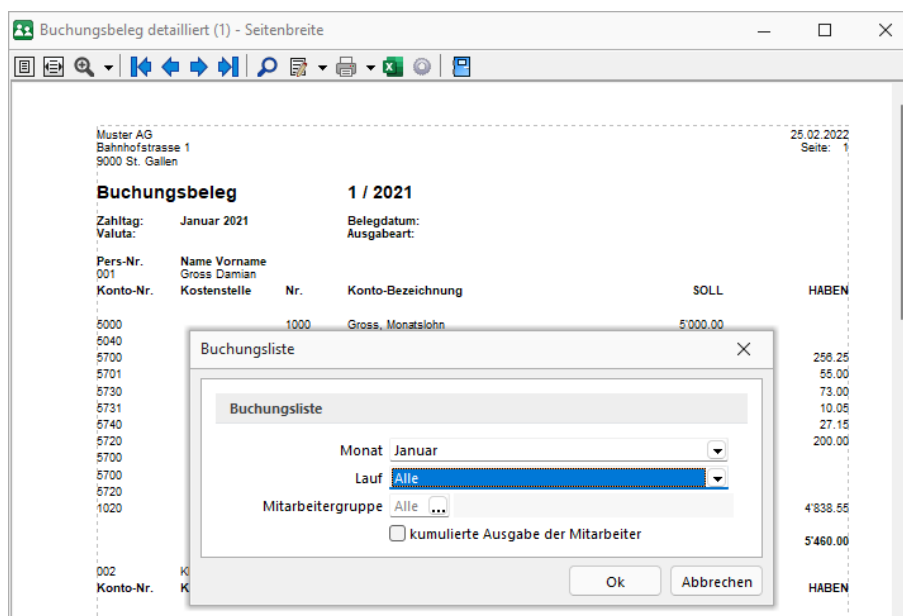 Buchungsbeleg detailliert (1) - Seitenbreite
Muster AG 25.02.2022
Bahnhofstrasse 1 Seite: 1
9000 St. Gallen
Buchungsbeleg 1 / 2021
Zahltag: Januar 2021 Belegdatum:
Valuta: Ausgabeart:
Pers-Nr. Name Vorname
001 Gross Damian
Konto-Nr. Kostenstelle Nr. Konto-Bezeichnung SOLL HABEN
5000 1000 Gross, Monatslohn 5'000.00
5040
5700 256.25
5701 55.00
5730 73.00
5731 10.05
5740 27.15
5720 200.00
5700
5700
5720
1020 4'838.55
5'460.00
002
Konto-Nr. K HABEN
Buchungsliste
Buchungsliste
Monat Januar
Lauf Alle
Mitarbeitergruppe Alle ...
kumulierte Ausgabe der Mitarbeiter
Ok Abbrechen